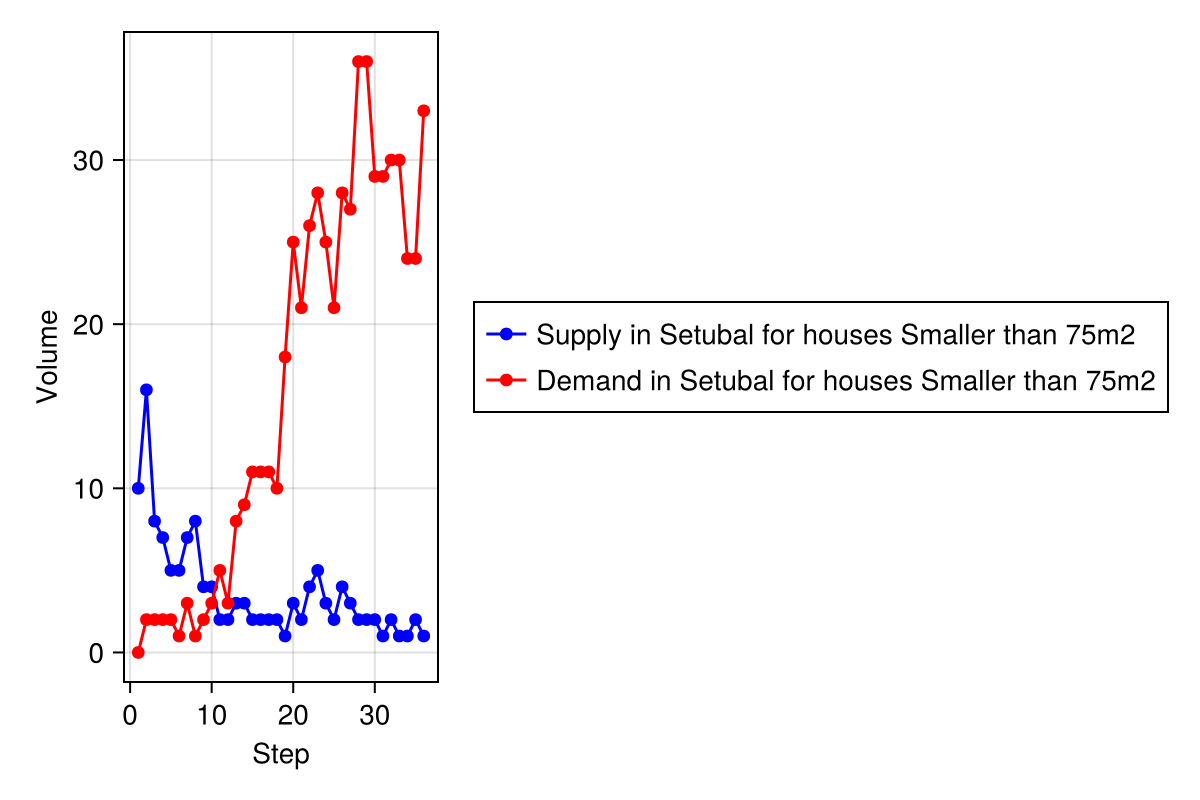 Volume
30
20
10
0
0 10 20 30
Step
Supply in Setubal for houses Smaller than 75m2
Demand in Setubal for houses Smaller than 75m2